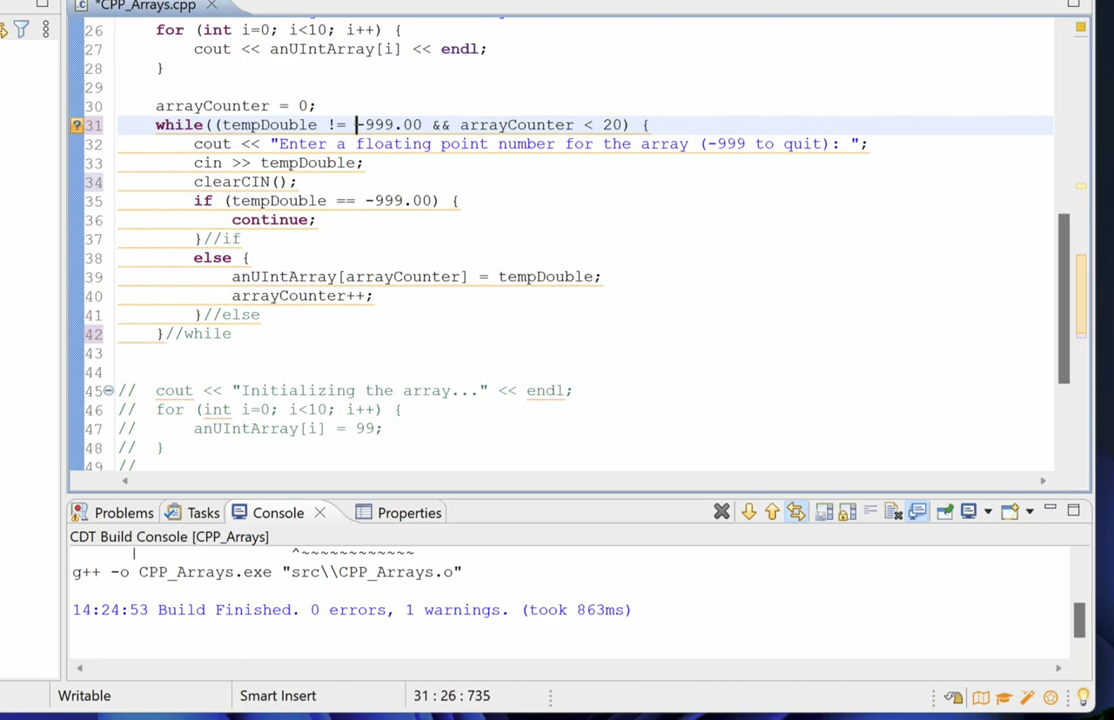 *CPP_Arrays.cpp
26 for (int i=0; i<10; i++) {
27 cout << anUIntArray[i] << endl;
28 }
29
30 arrayCounter = 0;
31 while((tempDouble != -999.00 && arrayCounter < 20) {
32 cout << "Enter a floating point number for the array (-999 to quit): ";
33 cin >> tempDouble;
34 clearCIN();
35 if (tempDouble == -999.00) {
36 continue;
37 }//if
38 else {
39 anUIntArray[arrayCounter] = tempDouble;
40 arrayCounter++;
41 }//else
42 }//while
43
44
45 // cout << "Initializing the array..." << endl;
46 // for (int i=0; i<10; i++) {
47 // anUIntArray[i] = 99;
48 // }
49 //
Problems Tasks Console Properties
CDT Build Console [CPP_Arrays]
| ^~~~~~~~~~~~~
g++ -o CPP_Arrays.exe "src\\CPP_Arrays.o"
14:24:53 Build Finished. 0 errors, 1 warnings. (took 863ms)
Writable Smart Insert 31 : 26 : 735